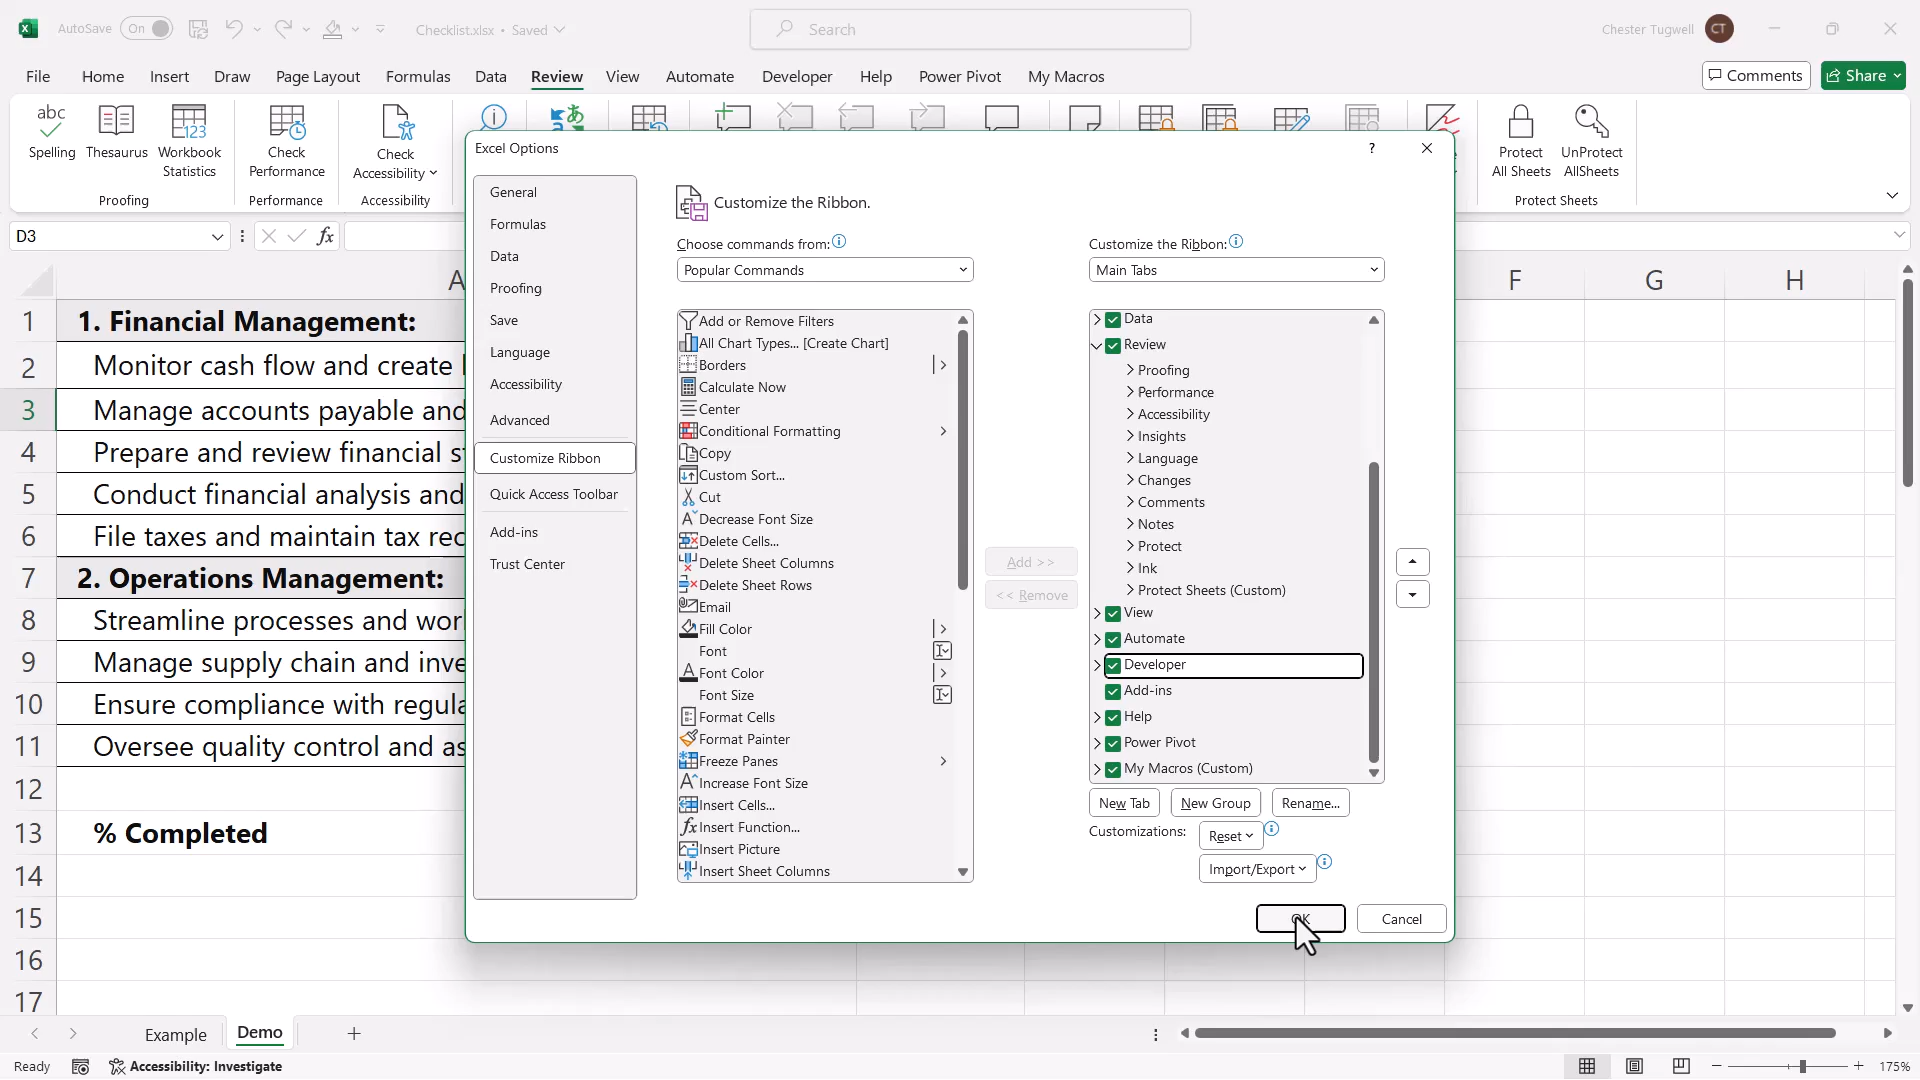 AutoSave On Checklist.xlsx • Saved Search Chester Tugwell CT
File Home Insert Draw Page Layout Formulas Data Review View Automate Developer Help Power Pivot My Macros Comments Share
abc
123
Spelling Thesaurus Workbook Statistics Check Performance Check Accessibility Protect All Sheets UnProtect AllSheets
Proofing Performance Accessibility Protect Sheets
D3 fx
A F G H
1 1. Financial Management:
2 Monitor cash flow and create
3 Manage accounts payable and
4 Prepare and review financial s
5 Conduct financial analysis and
6 File taxes and maintain tax rec
7 2. Operations Management:
8 Streamline processes and wor
9 Manage supply chain and inve
10 Ensure compliance with regula
11 Oversee quality control and as
12
13 % Completed
14
15
16
17
Excel Options ?
General
Formulas
Data
Proofing
Save
Language
Accessibility
Advanced
Customize Ribbon
Quick Access Toolbar
Add-ins
Trust Center
Customize the Ribbon.
Choose commands from:
Popular Commands
Add or Remove Filters
All Chart Types... [Create Chart]
Borders
Calculate Now
Center
Conditional Formatting
Copy
Custom Sort...
Cut
Decrease Font Size
Delete Cells...
Delete Sheet Columns
Delete Sheet Rows
Email
Fill Color
Font
Font Color
Font Size
Format Cells
Format Painter
Freeze Panes
Increase Font Size
Insert Cells...
Insert Function...
Insert Picture
Insert Sheet Columns
Add >>
<< Remove
Customize the Ribbon:
Main Tabs
Data
Review
Proofing
Performance
Accessibility
Insights
Language
Changes
Comments
Notes
Protect
Ink
Protect Sheets (Custom)
View
Automate
Developer
Add-ins
Help
Power Pivot
My Macros (Custom)
New Tab New Group Rename...
Customizations: Reset
Import/Export
OK Cancel
Example Demo
Ready Accessibility: Investigate 175%